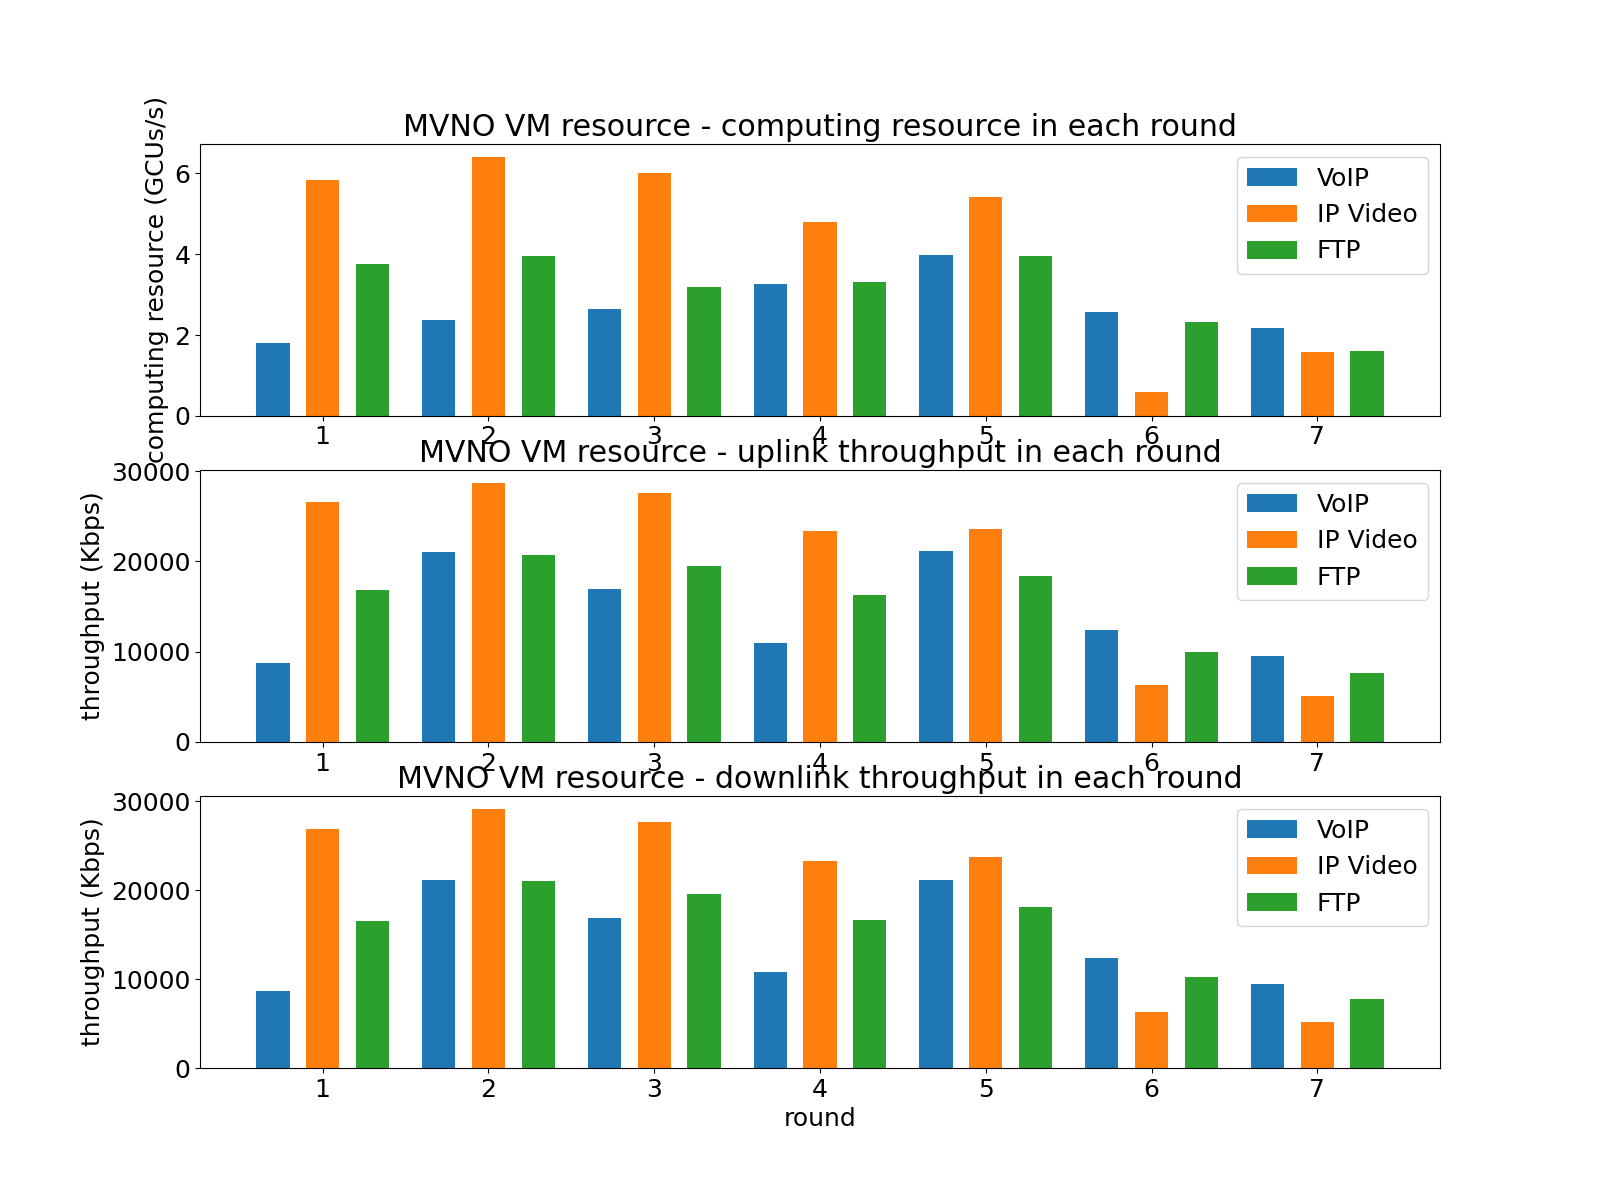 MVNO VM resource - computing resource in each round
computing resource (GCUs/s)
6
4
2
0
VoIP
IP Video
FTP
1 2 3 4 5 6 7
MVNO VM resource - uplink throughput in each round
throughput (Kbps)
30000
20000
10000
0
VoIP
IP Video
FTP
1 2 3 4 5 6 7
MVNO VM resource - downlink throughput in each round
throughput (Kbps)
30000
20000
10000
0
VoIP
IP Video
FTP
1 2 3 4 5 6 7
round